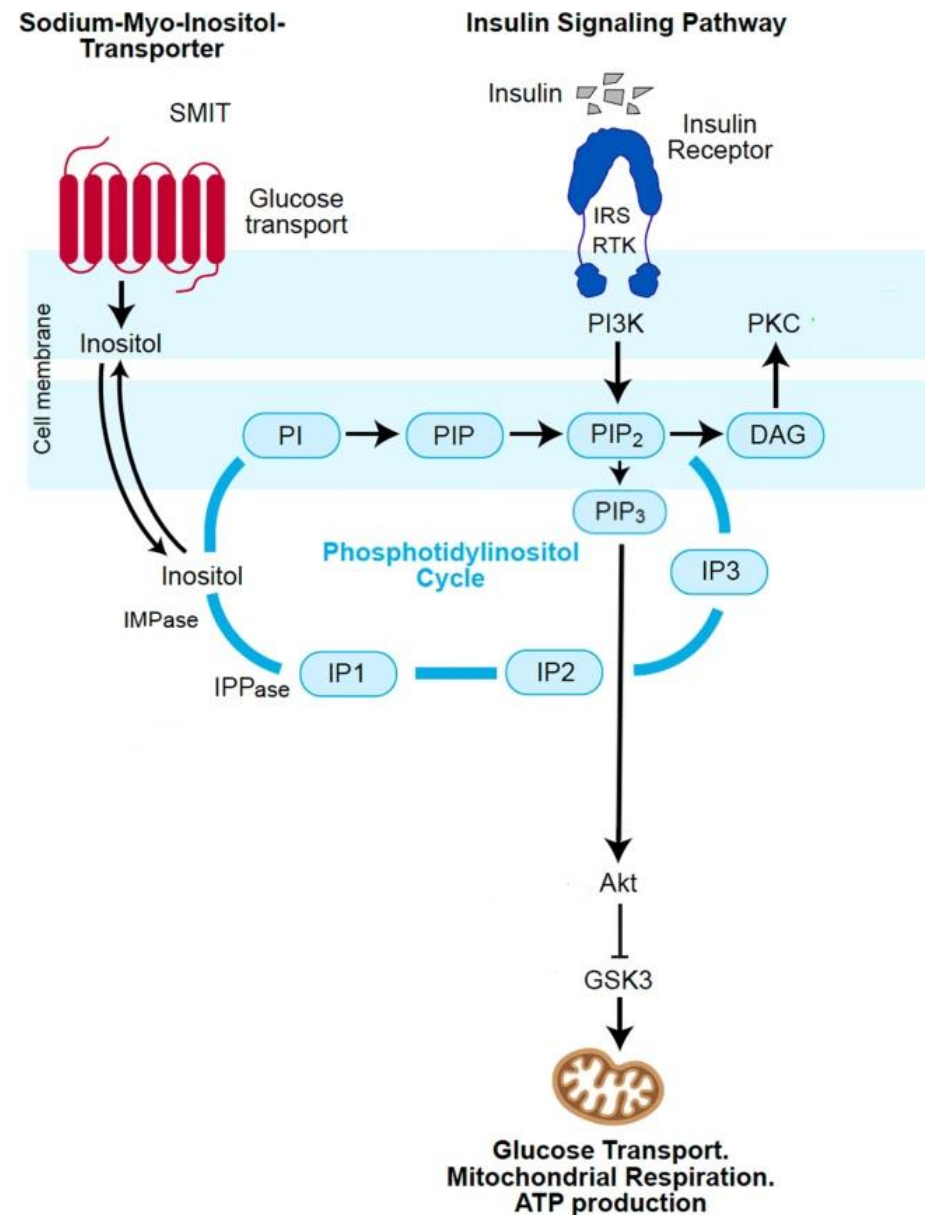 Sodium-Myo-Inositol-
Transporter
SMIT
Glucose
transport
Insulin Signaling Pathway
Insulin
Insulin
Receptor
IRS
RTK
Cell membrane
Inositol
PI3K
PKC
PI
PIP
PIP₂
DAG
PIP₃
Phosphotidylinositol
Cycle
IP3
Inositol
IMPase
IPPase
IP1
IP2
Akt
GSK3
Glucose Transport.
Mitochondrial Respiration.
ATP production